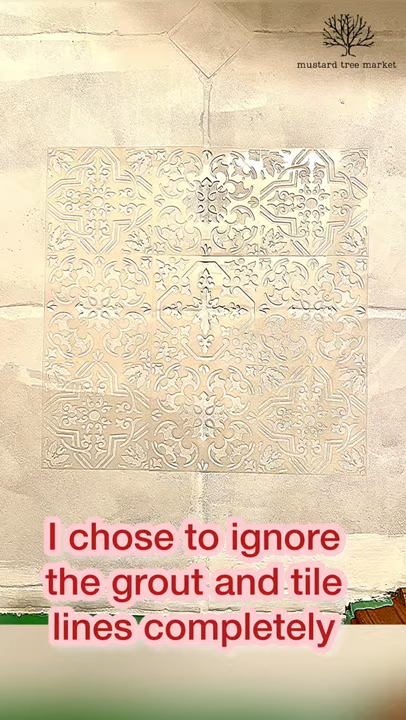 mustard tree market
I chose to ignore
the grout and tile
lines completely